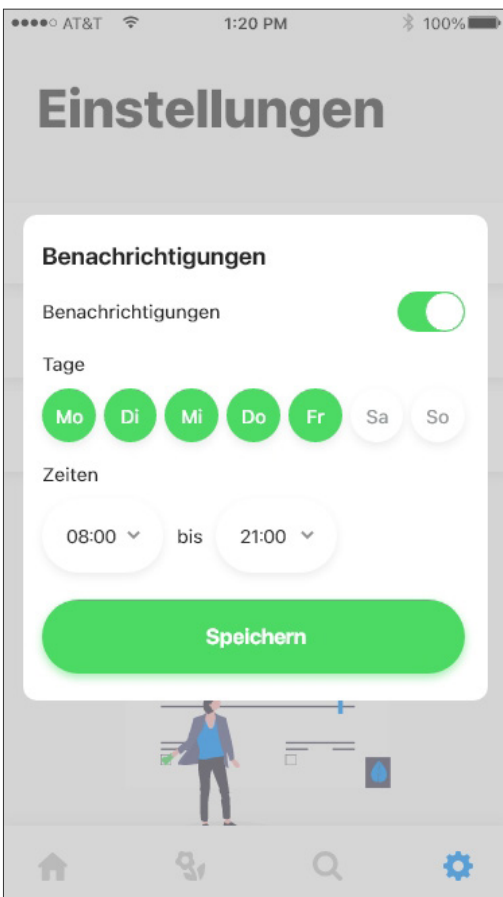 AT&T 1:20 PM 100%
Einstellungen
Benachrichtigungen
Benachrichtigungen
Tage
Mo Di Mi Do Fr Sa So
Zeiten
08:00 bis 21:00
Speichern